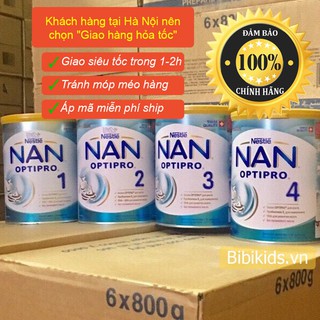 Khách hàng tại Hà Nội nên
chọn "Giao hàng hỏa tốc"
Giao siêu tốc trong 1-2h
Tránh móp méo hàng
Áp mã miễn phí ship
ĐẢM BẢO
100%
CHÍNH HÃNG
Nestlé
NAN
OPTIPRO
1
Nestlé
NAN
OPTIPRO
2
Nestlé
NAN
OPTIPRO
3
Nestlé
NAN
OPTIPRO
4
Bibikids.vn
6x800g
6x800g